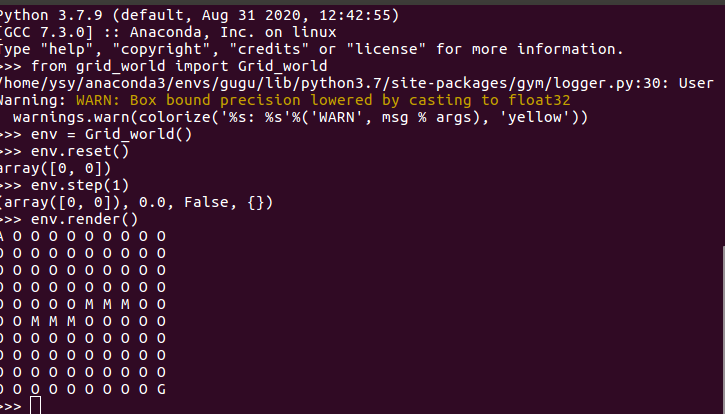 Python 3.7.9 (default, Aug 31 2020, 12:42:55)
[GCC 7.3.0] :: Anaconda, Inc. on linux
Type "help", "copyright", "credits" or "license" for more information.
>>> from grid_world import Grid_world
/home/ysy/anaconda3/envs/gugu/lib/python3.7/site-packages/gym/logger.py:30: User
Warning: WARN: Box bound precision lowered by casting to float32
  warnings.warn(colorize('%s: %s'%('WARN', msg % args), 'yellow'))
>>> env = Grid_world()
>>> env.reset()
array([0, 0])
>>> env.step(1)
(array([0, 0]), 0.0, False, {})
>>> env.render()
A O O O O O O O O O
O O O O O O O O O O
O O O O O O O O O O
O O O O O O O O O O
O O O O O M M M O O
O O M M M O O O O O
O O O O O O O O O O
O O O O O O O O O O
O O O O O O O O O O
O O O O O O O O O G
>>>